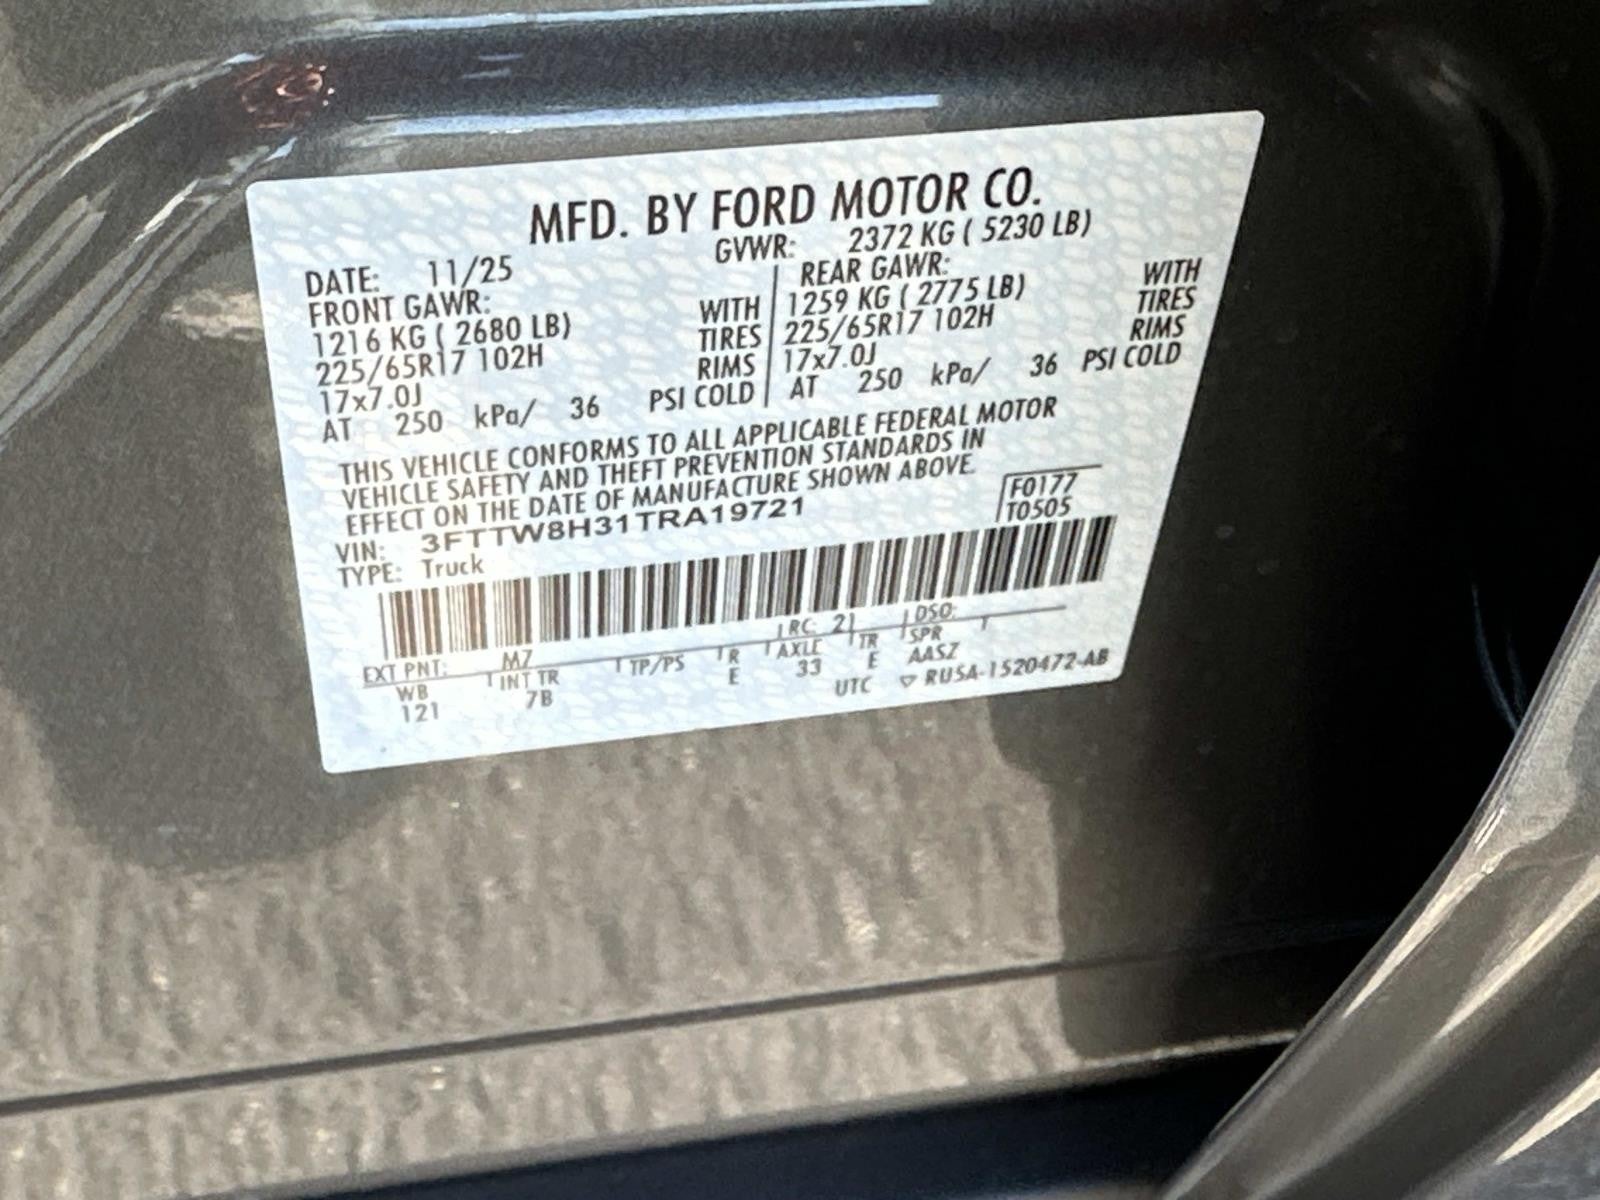 MFD. BY FORD MOTOR CO.
DATE: 11/25 GVWR: 2372 KG ( 5230 LB)
FRONT GAWR: REAR GAWR:
1216 KG ( 2680 LB) WITH 1259 KG ( 2775 LB) WITH
225/65R17 102H TIRES 225/65R17 102H TIRES
17x7.0J RIMS 17x7.0J RIMS
AT 250 kPa/ 36 PSI COLD AT 250 kPa/ 36 PSI COLD
THIS VEHICLE CONFORMS TO ALL APPLICABLE FEDERAL MOTOR
VEHICLE SAFETY AND THEFT PREVENTION STANDARDS IN
EFFECT ON THE DATE OF MANUFACTURE SHOWN ABOVE.
VIN: 3FTTW8H31TRA19721 F0177
TYPE: Truck T0505
EXT PNT: M7 RC: 21 DSO:
WB INT TR TP/PS R AXLE TR SPR
121 7B E 33 E AASZ
UTC ▽ RU5A-1520472-AB